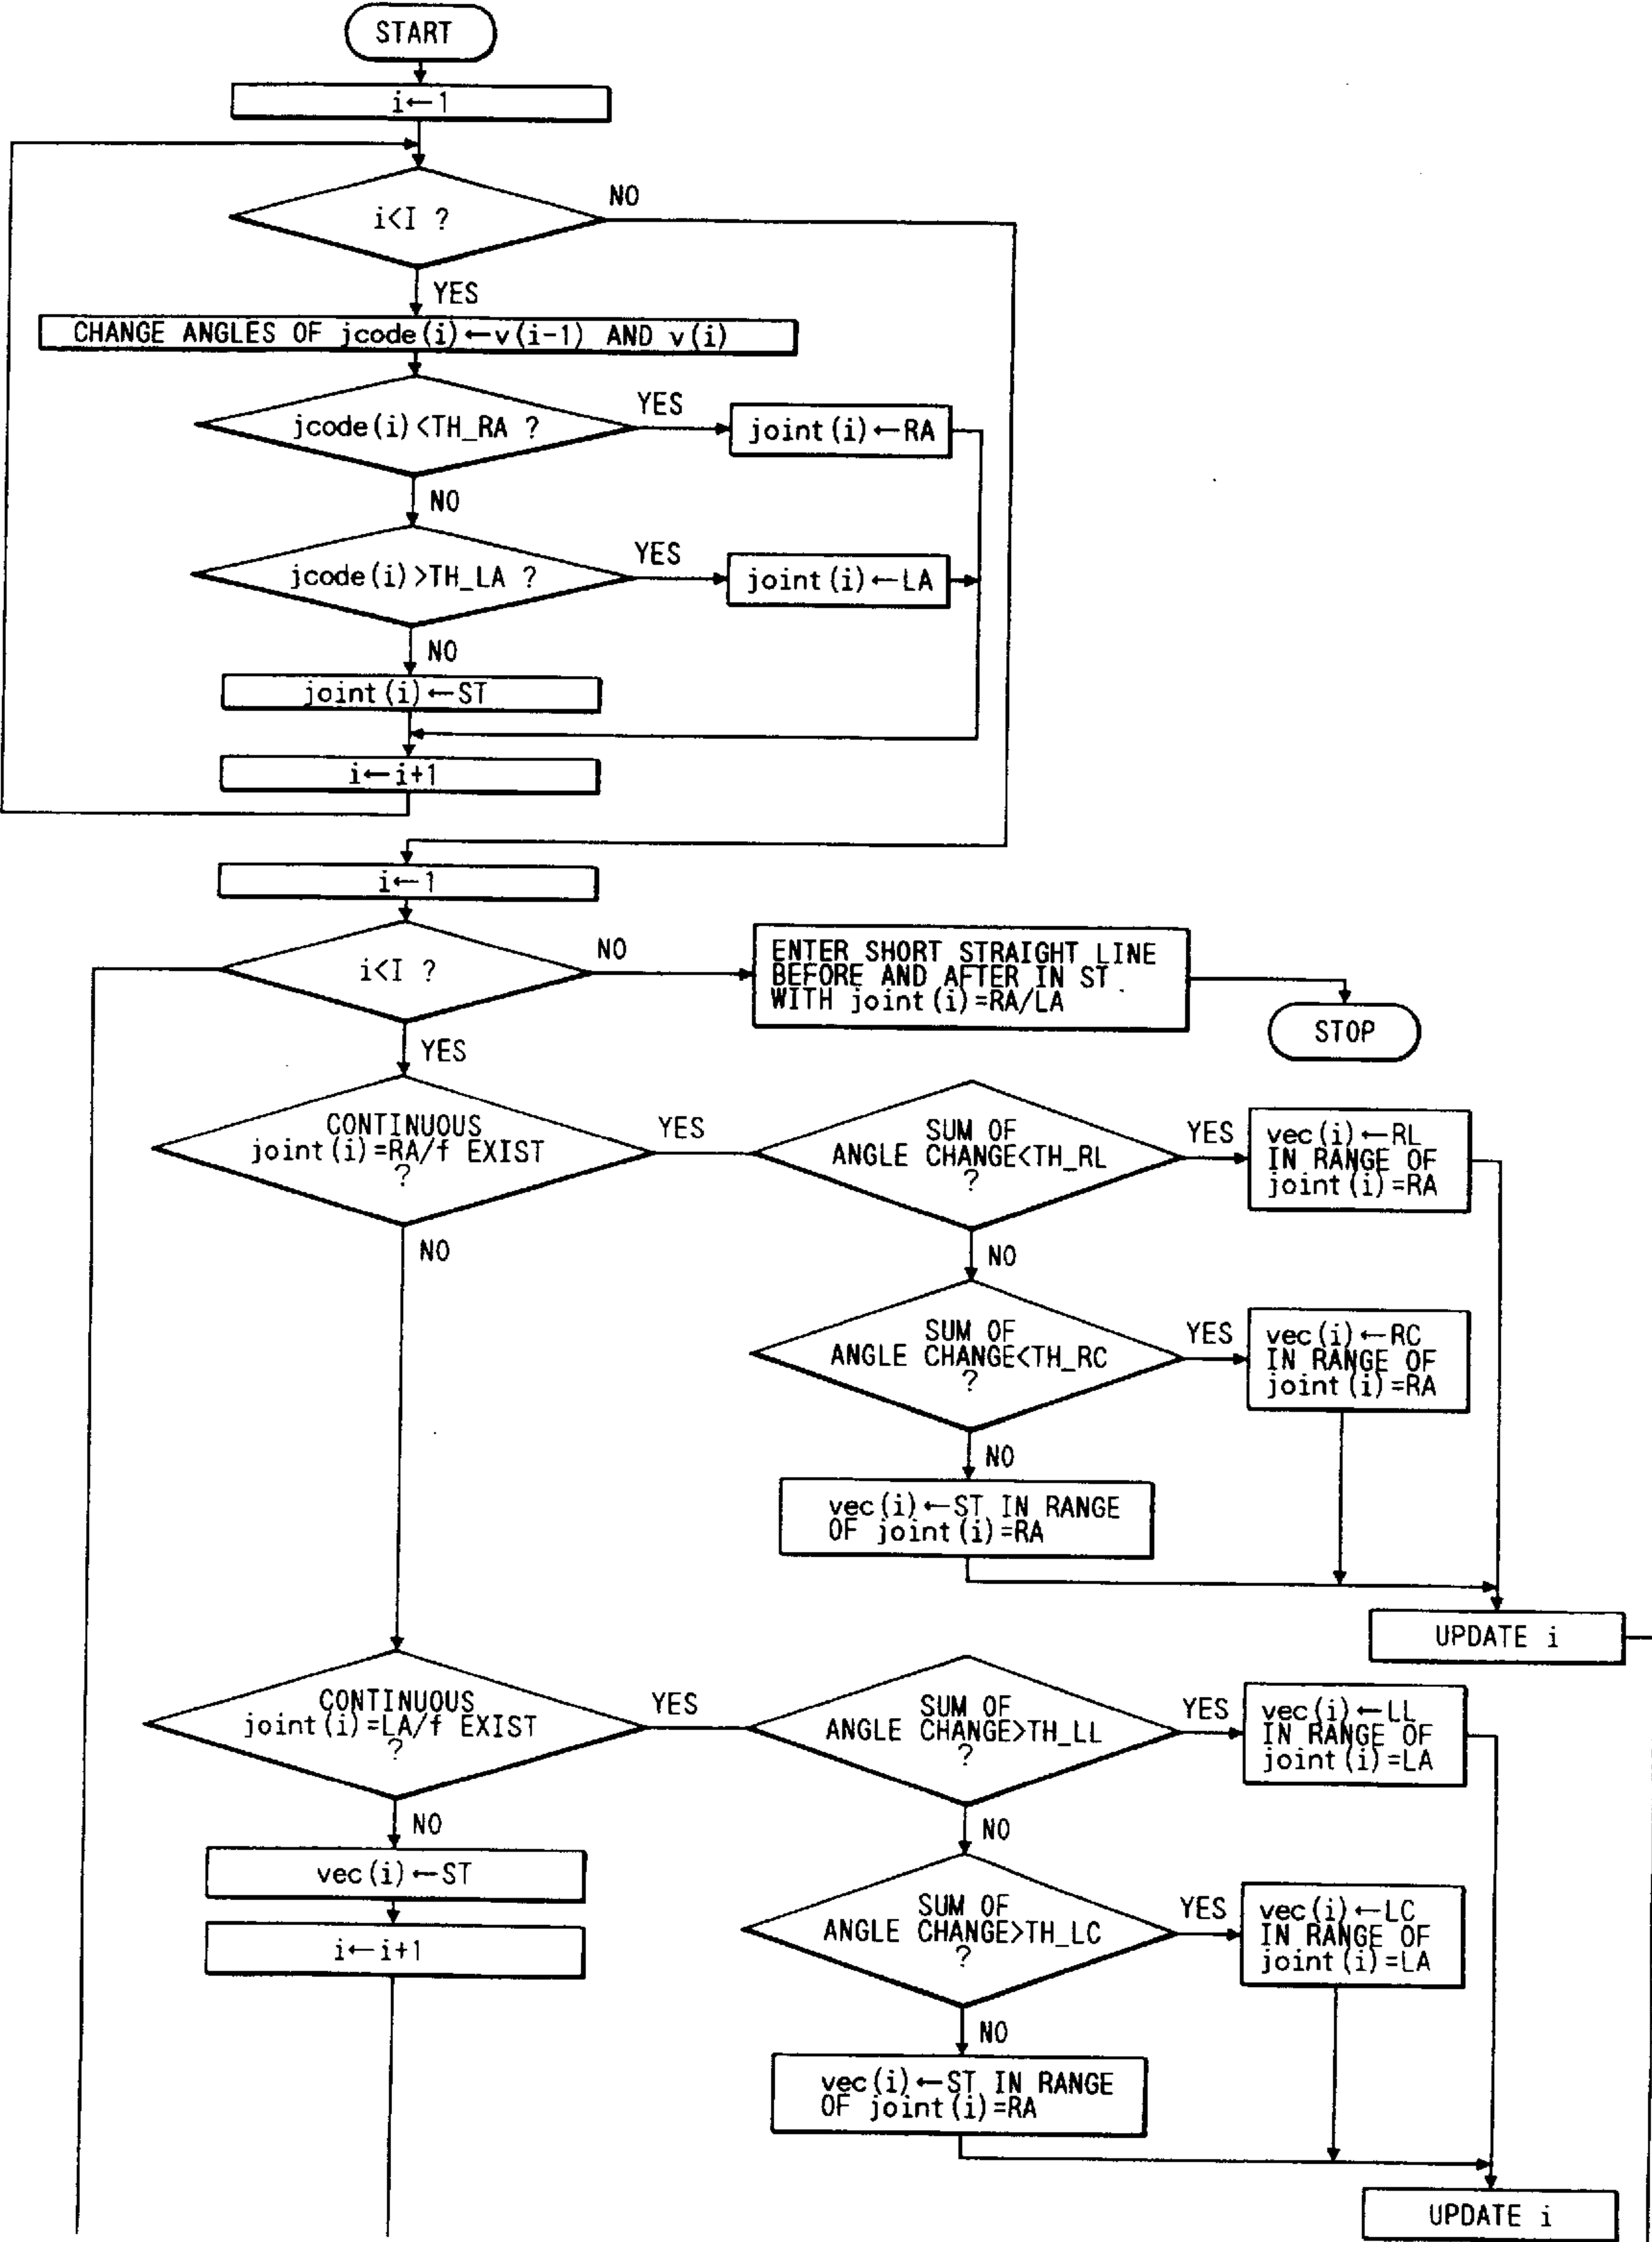 START
i←1
i<I ?
NO
YES
CHANGE ANGLES OF jcode(i)←v(i-1) AND v(i)
jcode(i)<TH_RA ?
YES
joint(i)←RA
NO
jcode(i)>TH_LA ?
YES
joint(i)←LA
NO
joint(i)←ST
i←i+1
i←1
i<I ?
NO
ENTER SHORT STRAIGHT LINE
BEFORE AND AFTER IN ST
WITH joint(i)=RA/LA
STOP
YES
CONTINUOUS
joint(i)=RA/f EXIST
?
YES
SUM OF
ANGLE CHANGE<TH_RL
?
YES
vec(i)←RL
IN RANGE OF
joint(i)=RA
NO
NO
SUM OF
ANGLE CHANGE<TH_RC
?
YES
vec(i)←RC
IN RANGE OF
joint(i)=RA
NO
vec(i)←ST IN RANGE
OF joint(i)=RA
UPDATE i
CONTINUOUS
joint(i)=LA/f EXIST
?
YES
SUM OF
ANGLE CHANGE>TH_LL
?
YES
vec(i)←LL
IN RANGE OF
joint(i)=LA
NO
NO
vec(i)←ST
i←i+1
SUM OF
ANGLE CHANGE>TH_LC
?
YES
vec(i)←LC
IN RANGE OF
joint(i)=LA
NO
vec(i)←ST IN RANGE
OF joint(i)=RA
UPDATE i